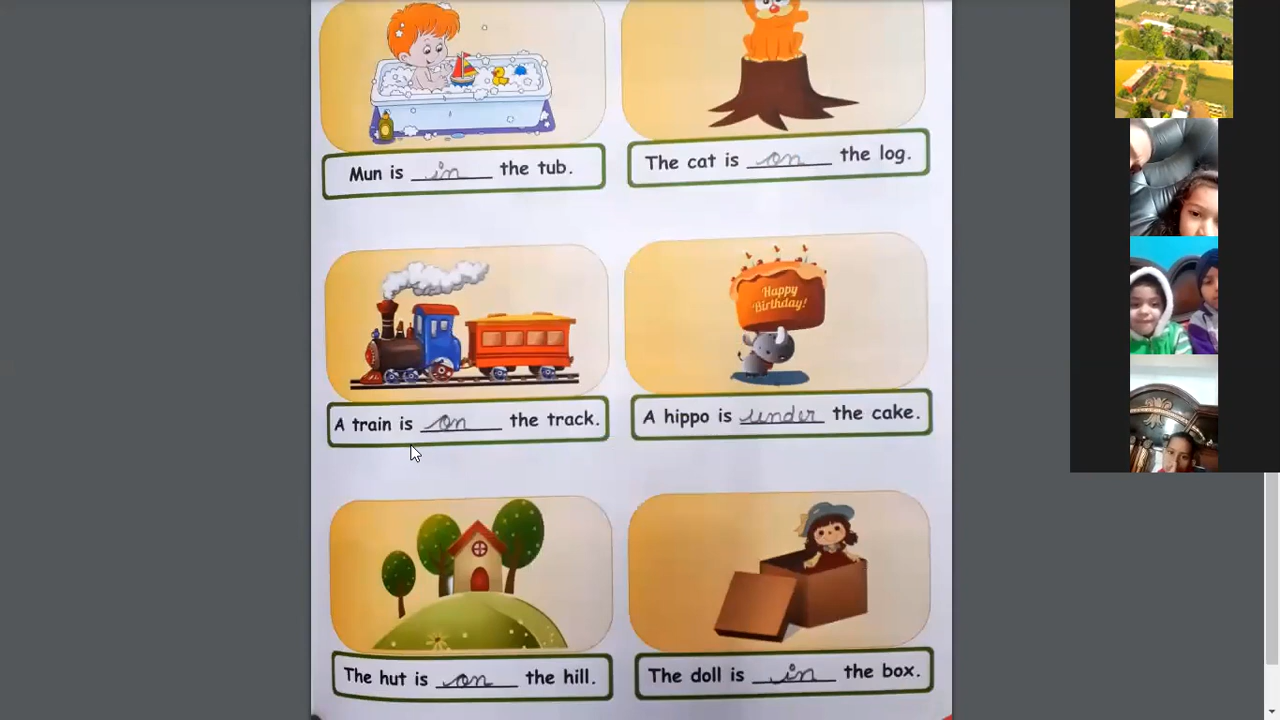 Mun is in the tub.
The cat is on the log.
Happy
Birthday!
A train is on the track.
A hippo is under the cake.
The hut is on the hill.
The doll is in the box.